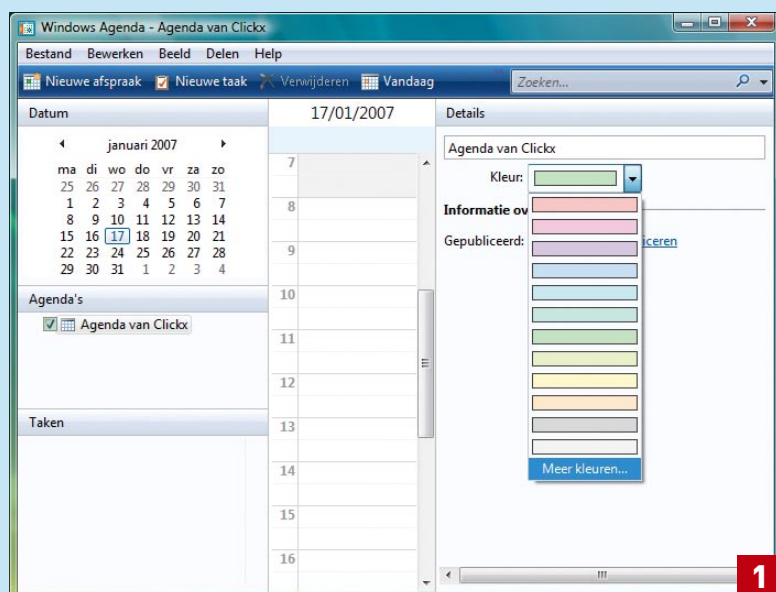 Windows Agenda - Agenda van Clickx
Bestand Bewerken Beeld Delen Help
Nieuwe afspraak Nieuwe taak Verwijderen Vandaag Zoeken...
Datum
januari 2007
ma di wo do vr za zo
25 26 27 28 29 30 31
1 2 3 4 5 6 7
8 9 10 11 12 13 14
15 16 17 18 19 20 21
22 23 24 25 26 27 28
29 30 31 1 2 3 4
Agenda's
Agenda van Clickx
Taken
17/01/2007
7
8
9
10
11
12
13
14
15
16
Details
Agenda van Clickx
Kleur:
Informatie ov
Gepubliceerd: iceren
Meer kleuren...
1